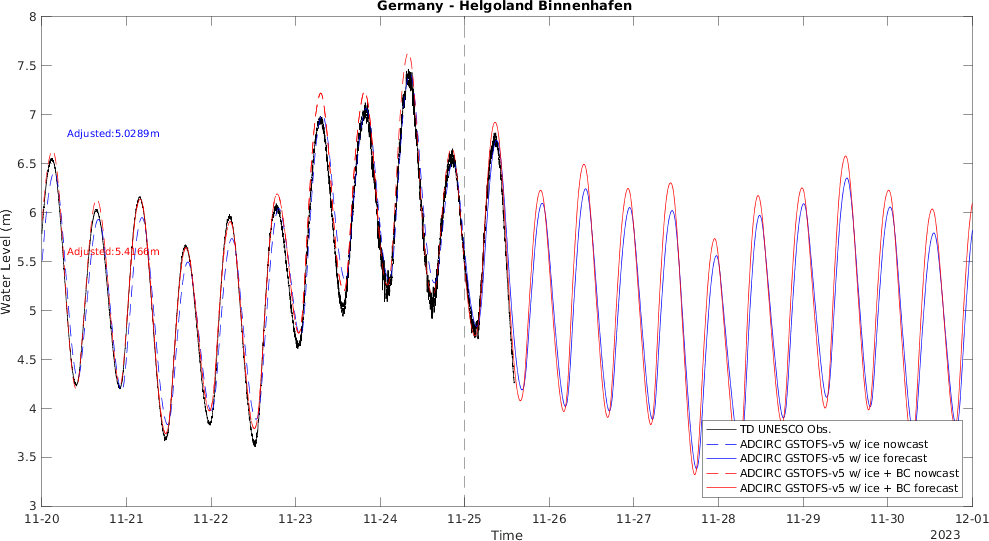 Germany - Helgoland Binnenhafen
8
7.5
7
6.5
6
5.5
5
4.5
4
3.5
3
Water Level (m)
Adjusted:5.0289m
TD UNESCO Obs.
ADCIRC GSTOFS-v5 w/ ice nowcast
ADCIRC GSTOFS-v5 w/ ice forecast
ADCIRC GSTOFS-v5 w/ ice + BC nowcast
ADCIRC GSTOFS-v5 w/ ice + BC forecast
11-20
11-21
11-22
11-23
11-24
11-25
11-26
11-27
11-28
11-29
11-30
12-01
Time
2023